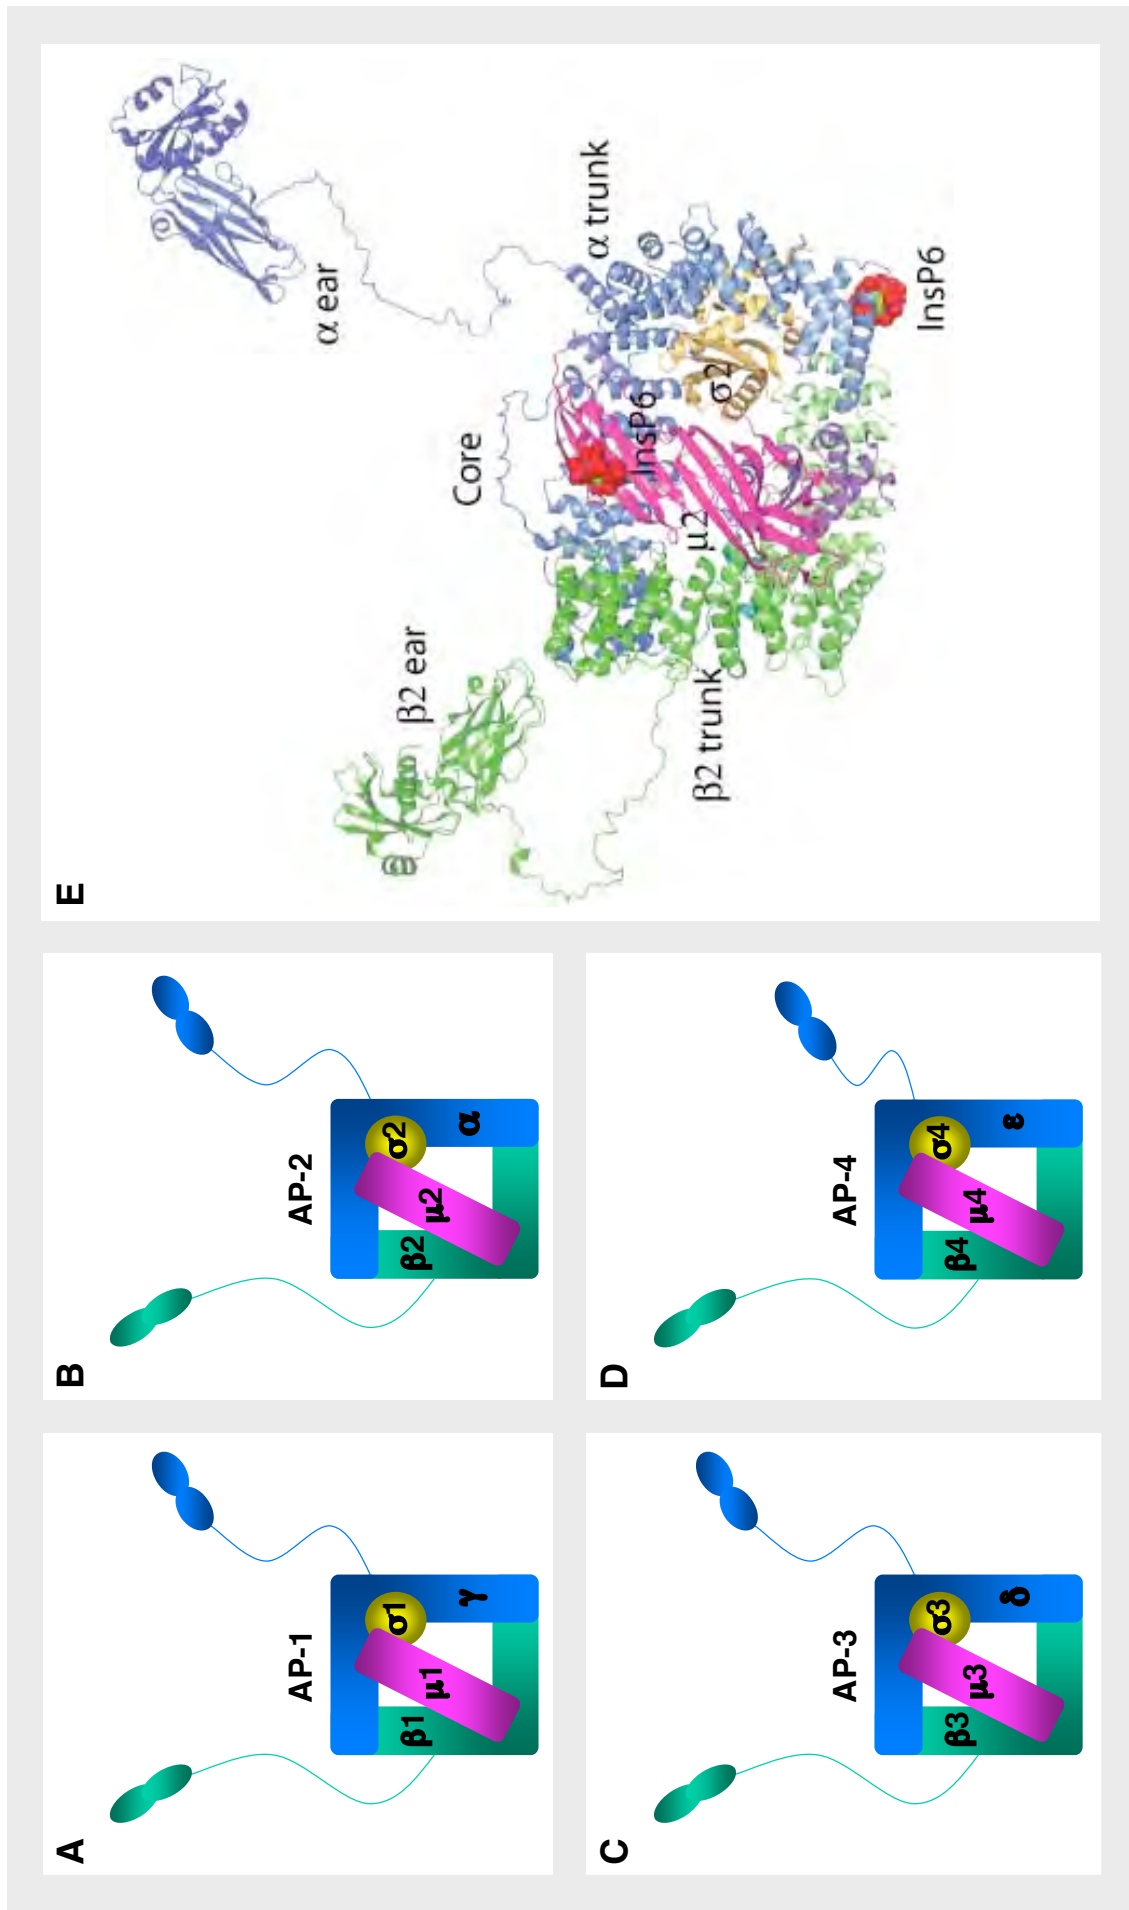 A
AP-1
β1
μ1
σ1
γ
B
AP-2
β2
μ2
σ2
α
C
AP-3
β3
μ3
σ3
δ
D
AP-4
β4
μ4
σ4
ε
E
α ear
β2 ear
Core
α trunk
InsP6
σ2
μ2
β2 trunk
InsP6